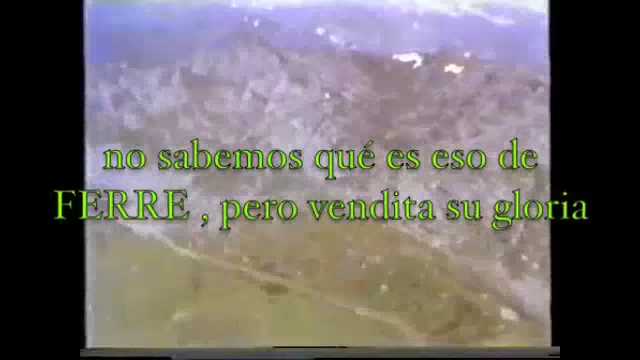 no sabemos qué es eso de
FERRE , pero vendita su gloria